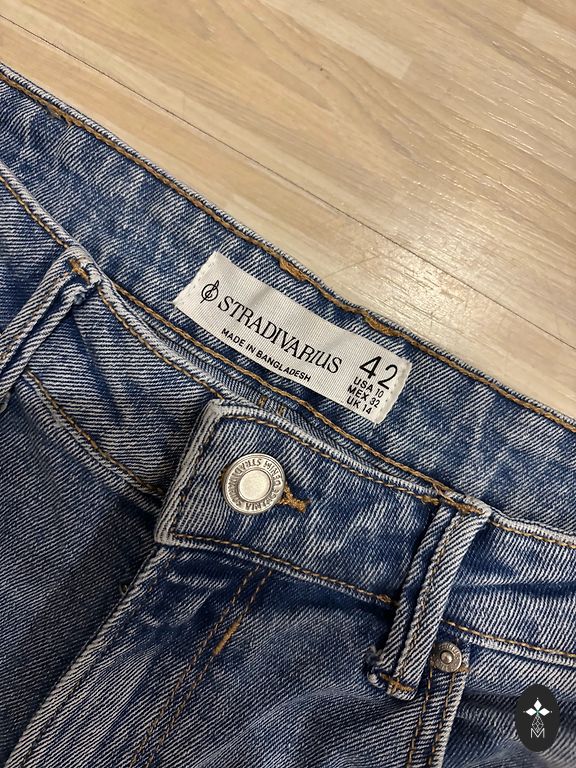 STRADIVARIUS
MADE IN BANGLADESH
42
USA 10
MEX 32
UK 14